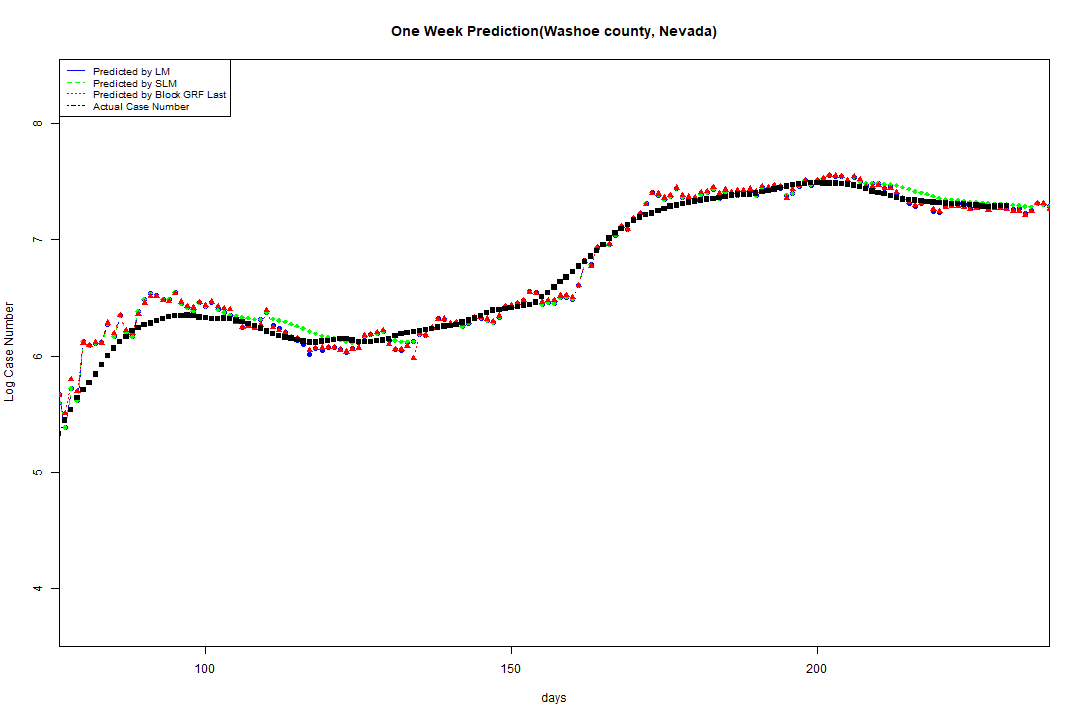 One Week Prediction(Washoe county, Nevada)
Predicted by LM
Predicted by SLM
Predicted by Block GRF Last
Actual Case Number
8
7
6
5
4
Log Case Number
100 150 200
days